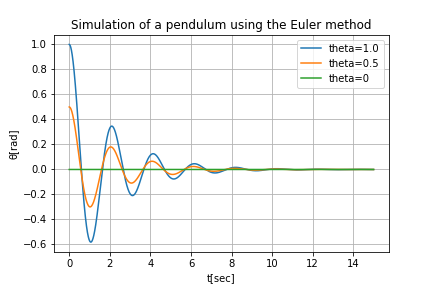 Simulation of a pendulum using the Euler method
1.0
0.8
0.6
0.4
0.2
0.0
−0.2
−0.4
−0.6
θ[rad]
theta=1.0
theta=0.5
theta=0
0 2 4 6 8 10 12 14
t[sec]